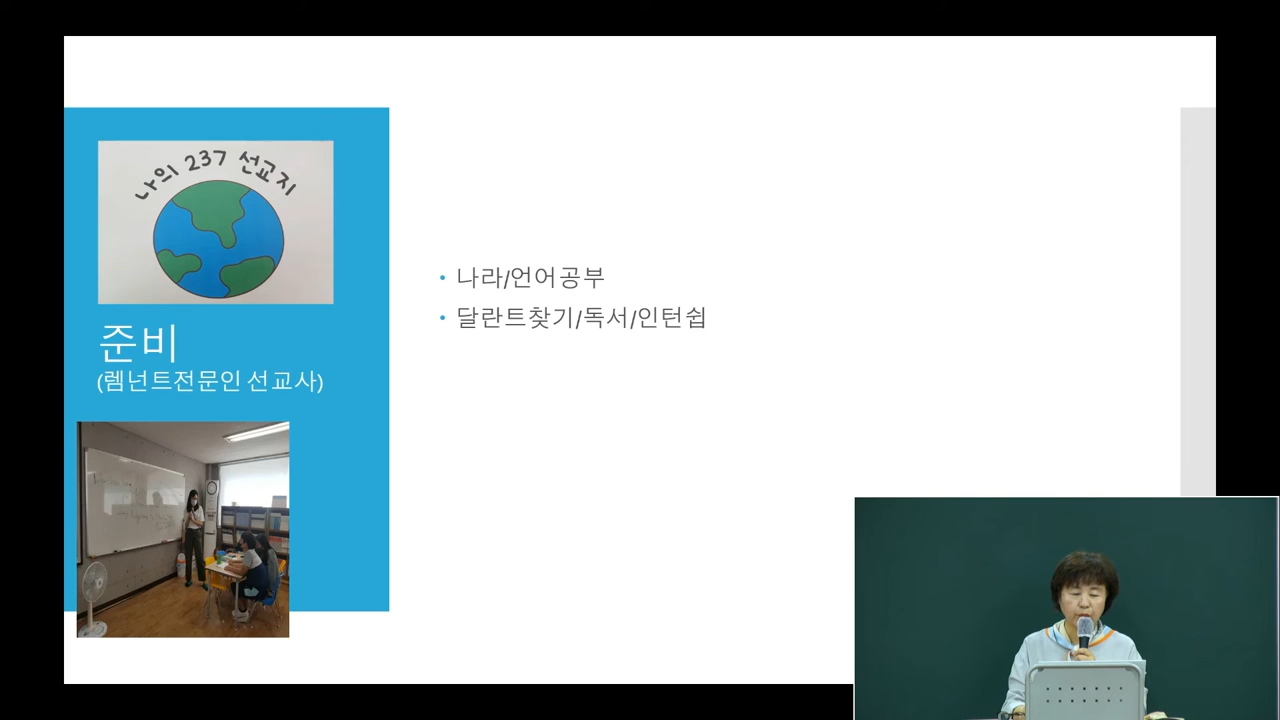 나의 237 선교지
준비
(렘넌트전문인 선교사)
• 나라/언어공부
• 달란트찾기/독서/인턴쉽